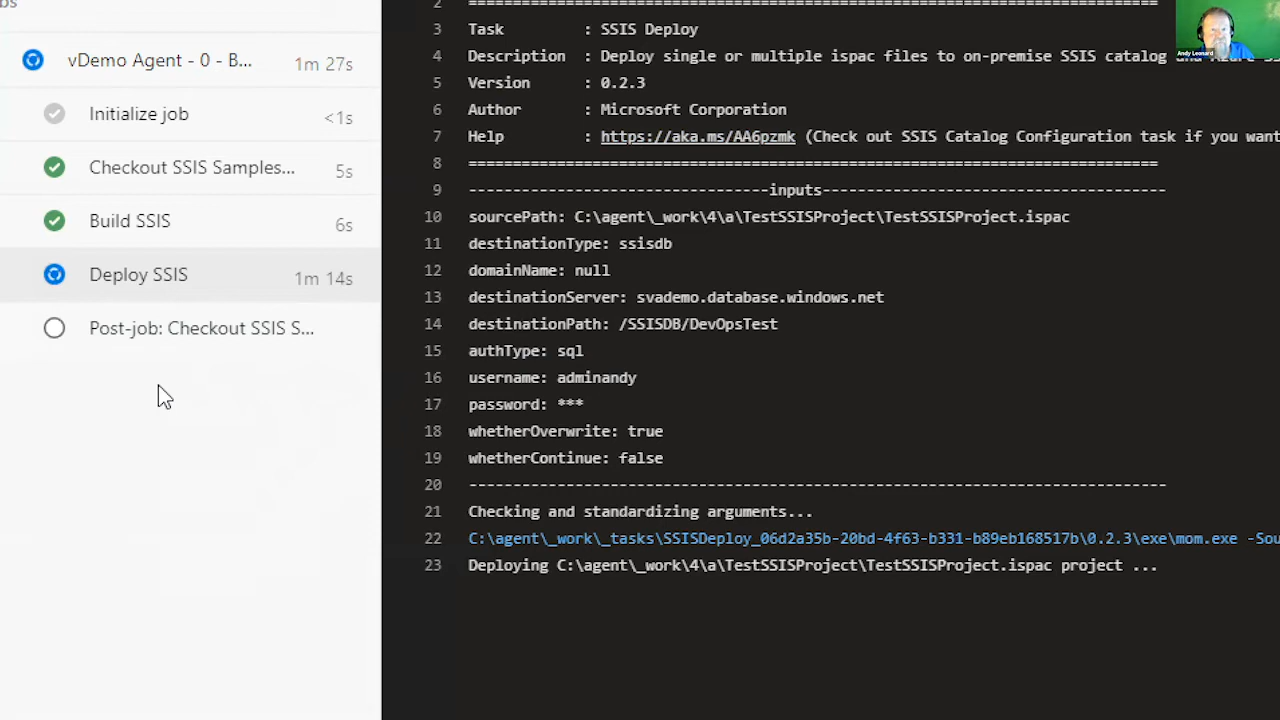 bs
vDemo Agent - 0 - B... 1m 27s
Initialize job <1s
Checkout SSIS Samples... 5s
Build SSIS 6s
Deploy SSIS 1m 14s
Post-job: Checkout SSIS S...
2 ==============================================================================
3 Task : SSIS Deploy
4 Description : Deploy single or multiple ispac files to on-premise SSIS catalog and Azure S
5 Version : 0.2.3
6 Author : Microsoft Corporation
7 Help : https://aka.ms/AA6pzmk (Check out SSIS Catalog Configuration task if you want
8 ==============================================================================
9 ----------------------------------inputs---------------------------------------
10 sourcePath: C:\agent\_work\4\a\TestSSISProject\TestSSISProject.ispac
11 destinationType: ssisdb
12 domainName: null
13 destinationServer: svademo.database.windows.net
14 destinationPath: /SSISDB/DevOpsTest
15 authType: sql
16 username: adminandy
17 password: ***
18 whetherOverwrite: true
19 whetherContinue: false
20 -------------------------------------------------------------------------------
21 Checking and standardizing arguments...
22 C:\agent\_work\_tasks\SSISDeploy_06d2a35b-20bd-4f63-b331-b89eb168517b\0.2.3\exe\mom.exe -Sou
23 Deploying C:\agent\_work\4\a\TestSSISProject\TestSSISProject.ispac project ...
Andy Leonard